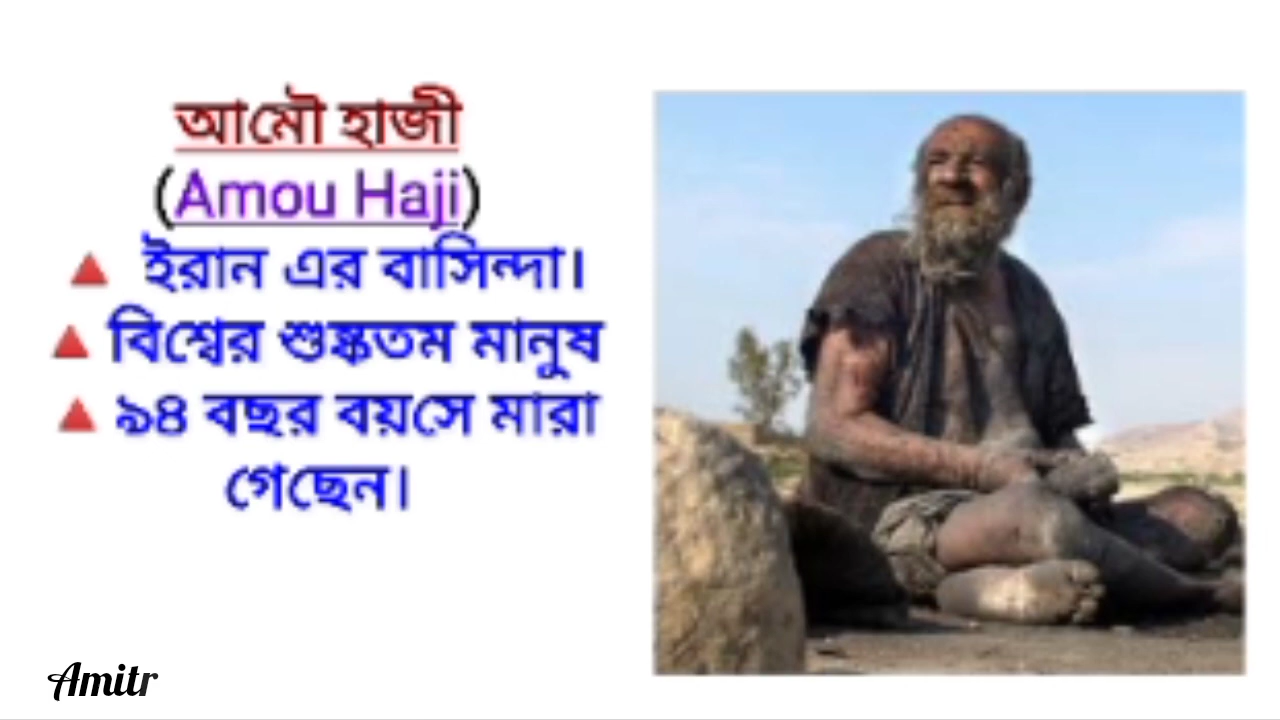 আমৌ হাজী
(Amou Haji)
🔺 ইরান এর বাসিন্দা।
🔺 বিশ্বের শুষ্কতম মানুষ
🔺 ৯৪ বছর বয়সে মারা
গেছেন।
Amitr